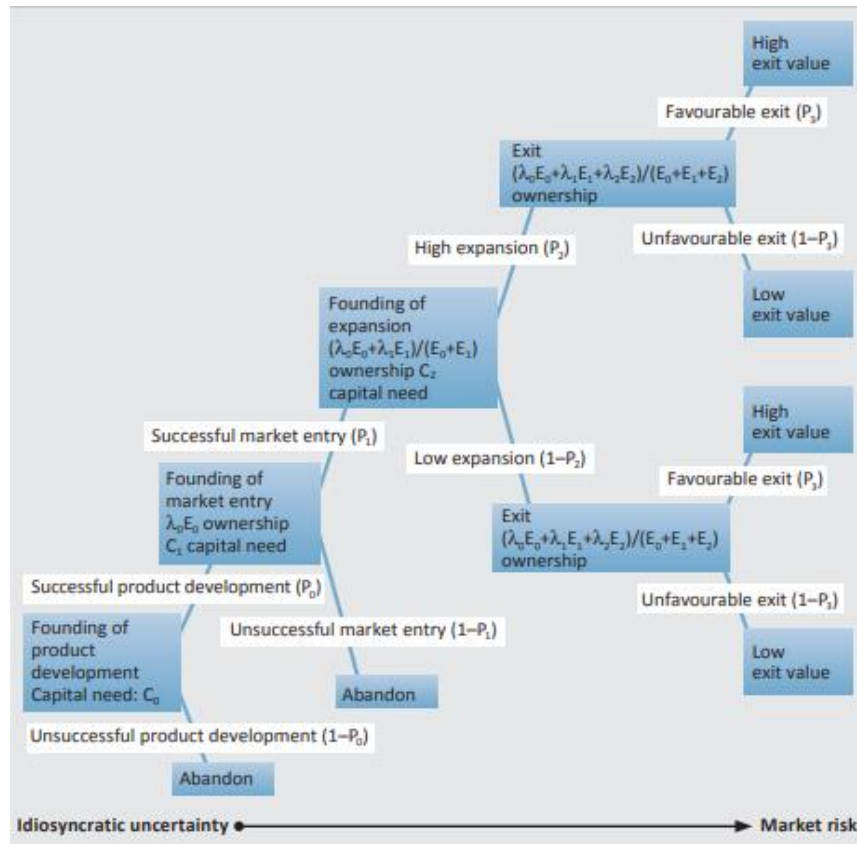 High
exit value
Favourable exit (P₃)
Exit
(λ₀E₀+λ₁E₁+λ₂E₂)/(E₀+E₁+E₂)
ownership
High expansion (P₂)
Unfavourable exit (1–P₃)
Low
exit value
Founding of
expansion
(λ₀E₀+λ₁E₁)/(E₀+E₁)
ownership C₂
capital need
High
exit value
Successful market entry (P₁)
Low expansion (1–P₂)
Favourable exit (P₃)
Founding of
market entry
λ₀E₀ ownership
C₁ capital need
Exit
(λ₀E₀+λ₁E₁+λ₂E₂)/(E₀+E₁+E₂)
ownership
Successful product development (P₀)
Unfavourable exit (1–P₃)
Founding of
product
development
Capital need: C₀
Unsuccessful market entry (1–P₁)
Low
exit value
Abandon
Unsuccessful product development (1–P₀)
Abandon
Idiosyncratic uncertainty
Market risk